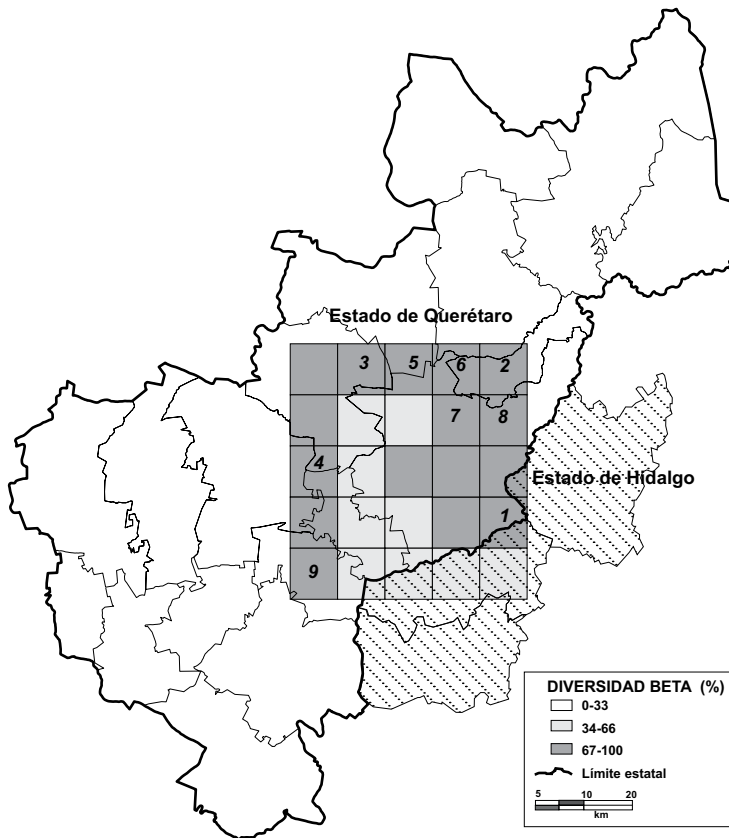 Estado de Querétaro
3 5 6 2
7 8
4
Estado de Hidalgo
1
9
DIVERSIDAD BETA (%)
0-33
34-66
67-100
Límite estatal
5 10 20
km